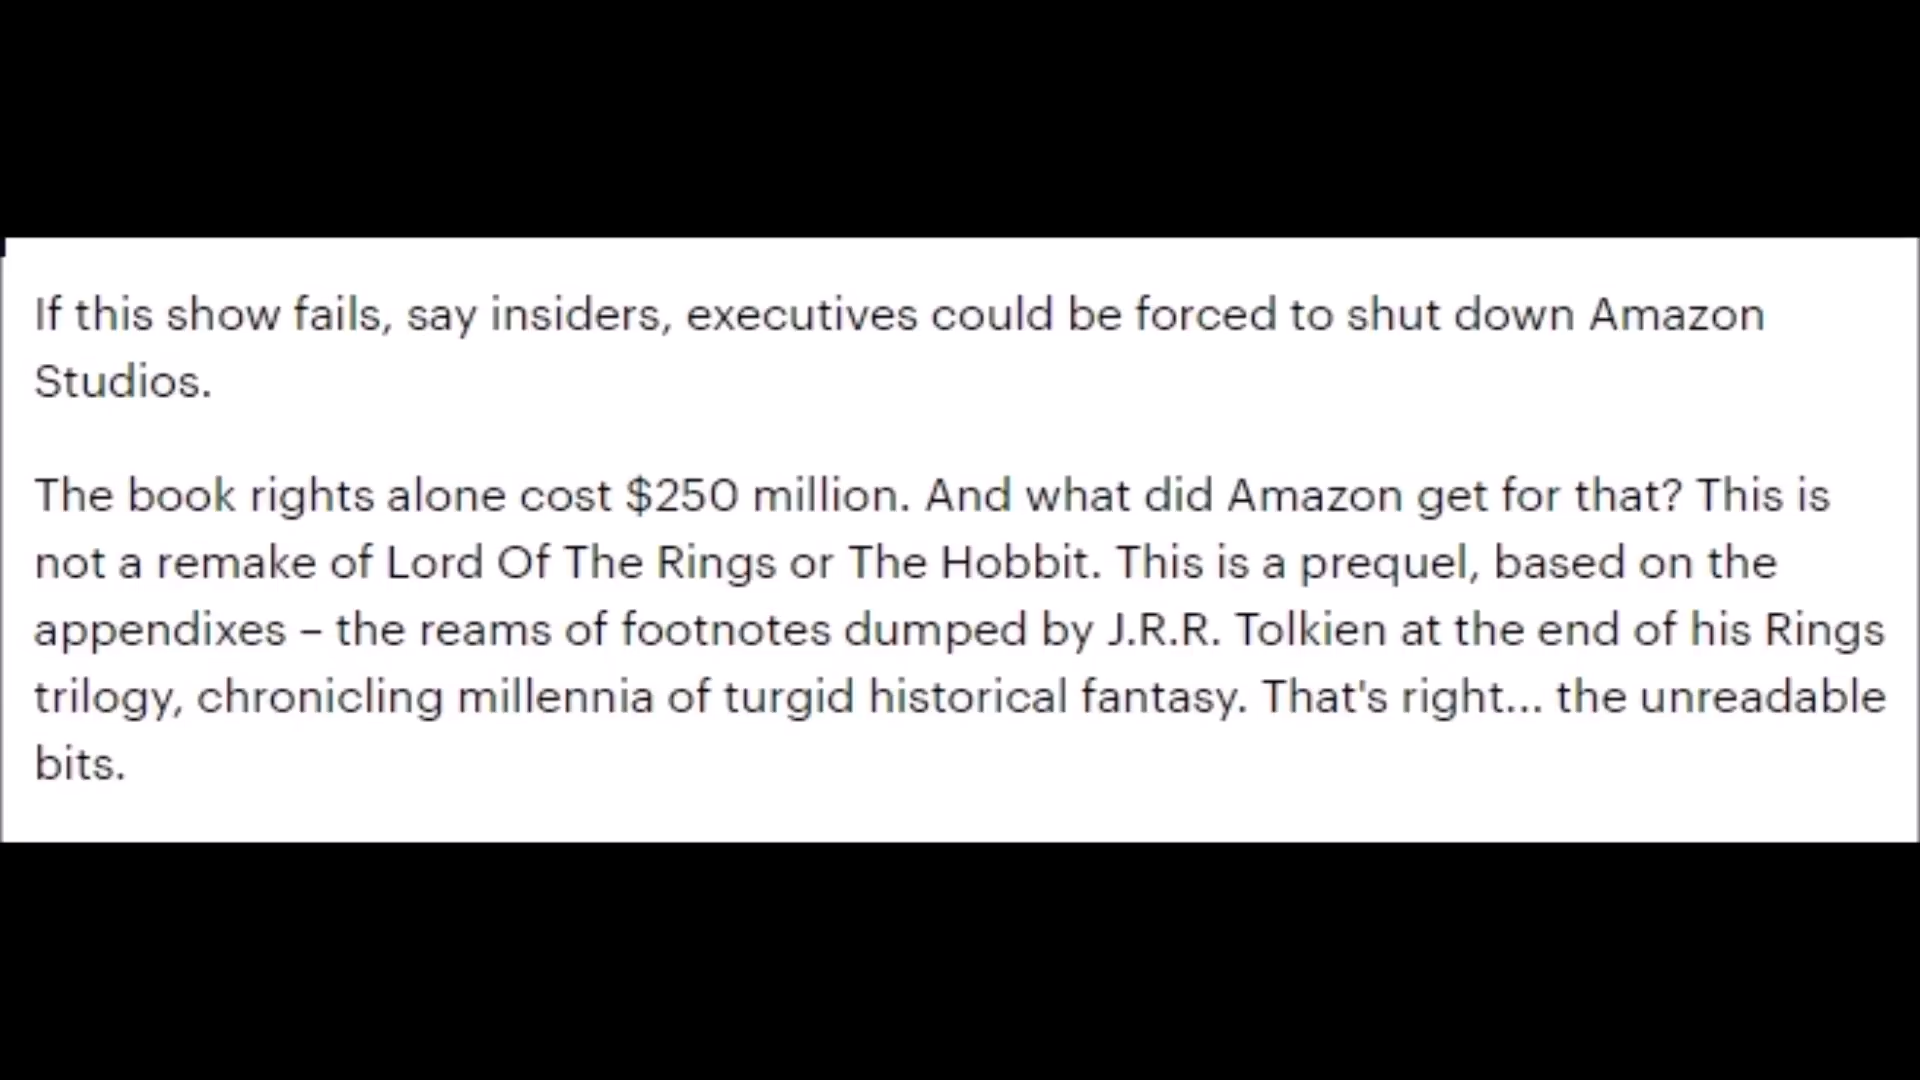 If this show fails, say insiders, executives could be forced to shut down Amazon
Studios.
The book rights alone cost $250 million. And what did Amazon get for that? This is
not a remake of Lord Of The Rings or The Hobbit. This is a prequel, based on the
appendixes – the reams of footnotes dumped by J.R.R. Tolkien at the end of his Rings
trilogy, chronicling millennia of turgid historical fantasy. That's right... the unreadable
bits.